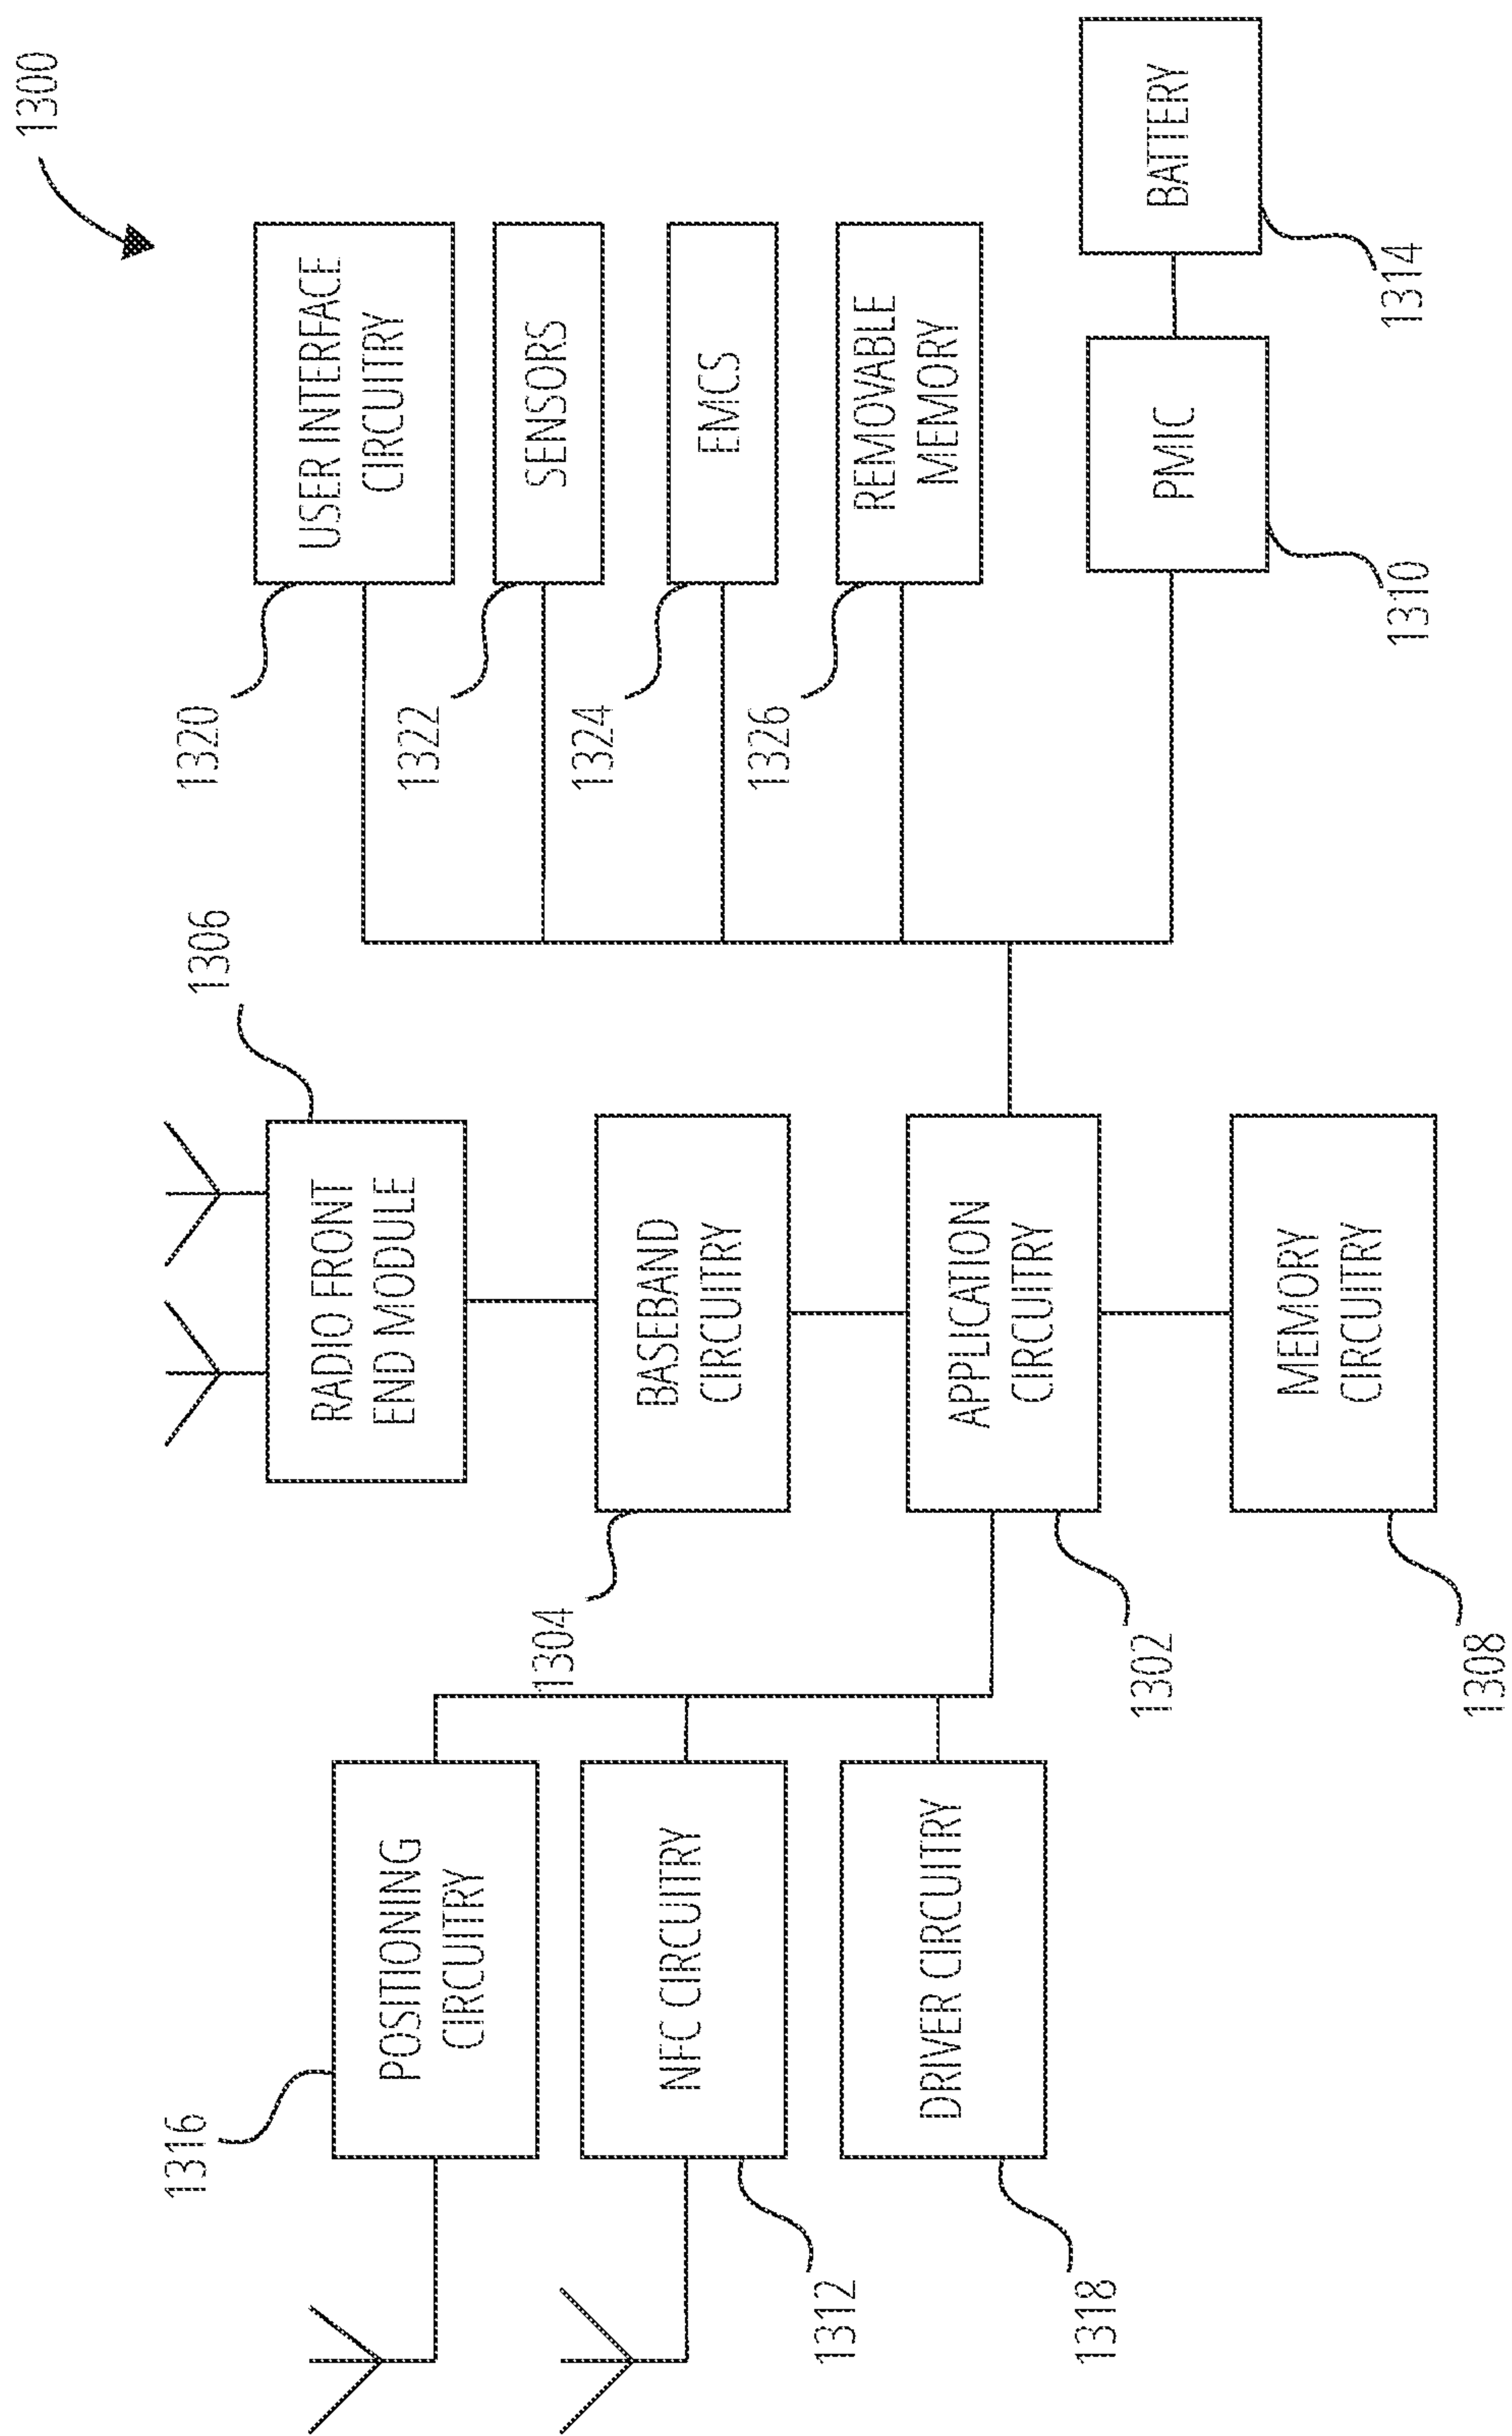 1300
1306
1320
USER INTERFACE
CIRCUITRY
1316
POSITIONING
CIRCUITRY
RADIO FRONT
END MODULE
1322
SENSORS
1304
BASEBAND
CIRCUITRY
1324
EMCS
1312
NFC CIRCUITRY
1326
REMOVABLE
MEMORY
1318
DRIVER CIRCUITRY
1302
APPLICATION
CIRCUITRY
1310
PMIC
1314
BATTERY
1308
MEMORY
CIRCUITRY